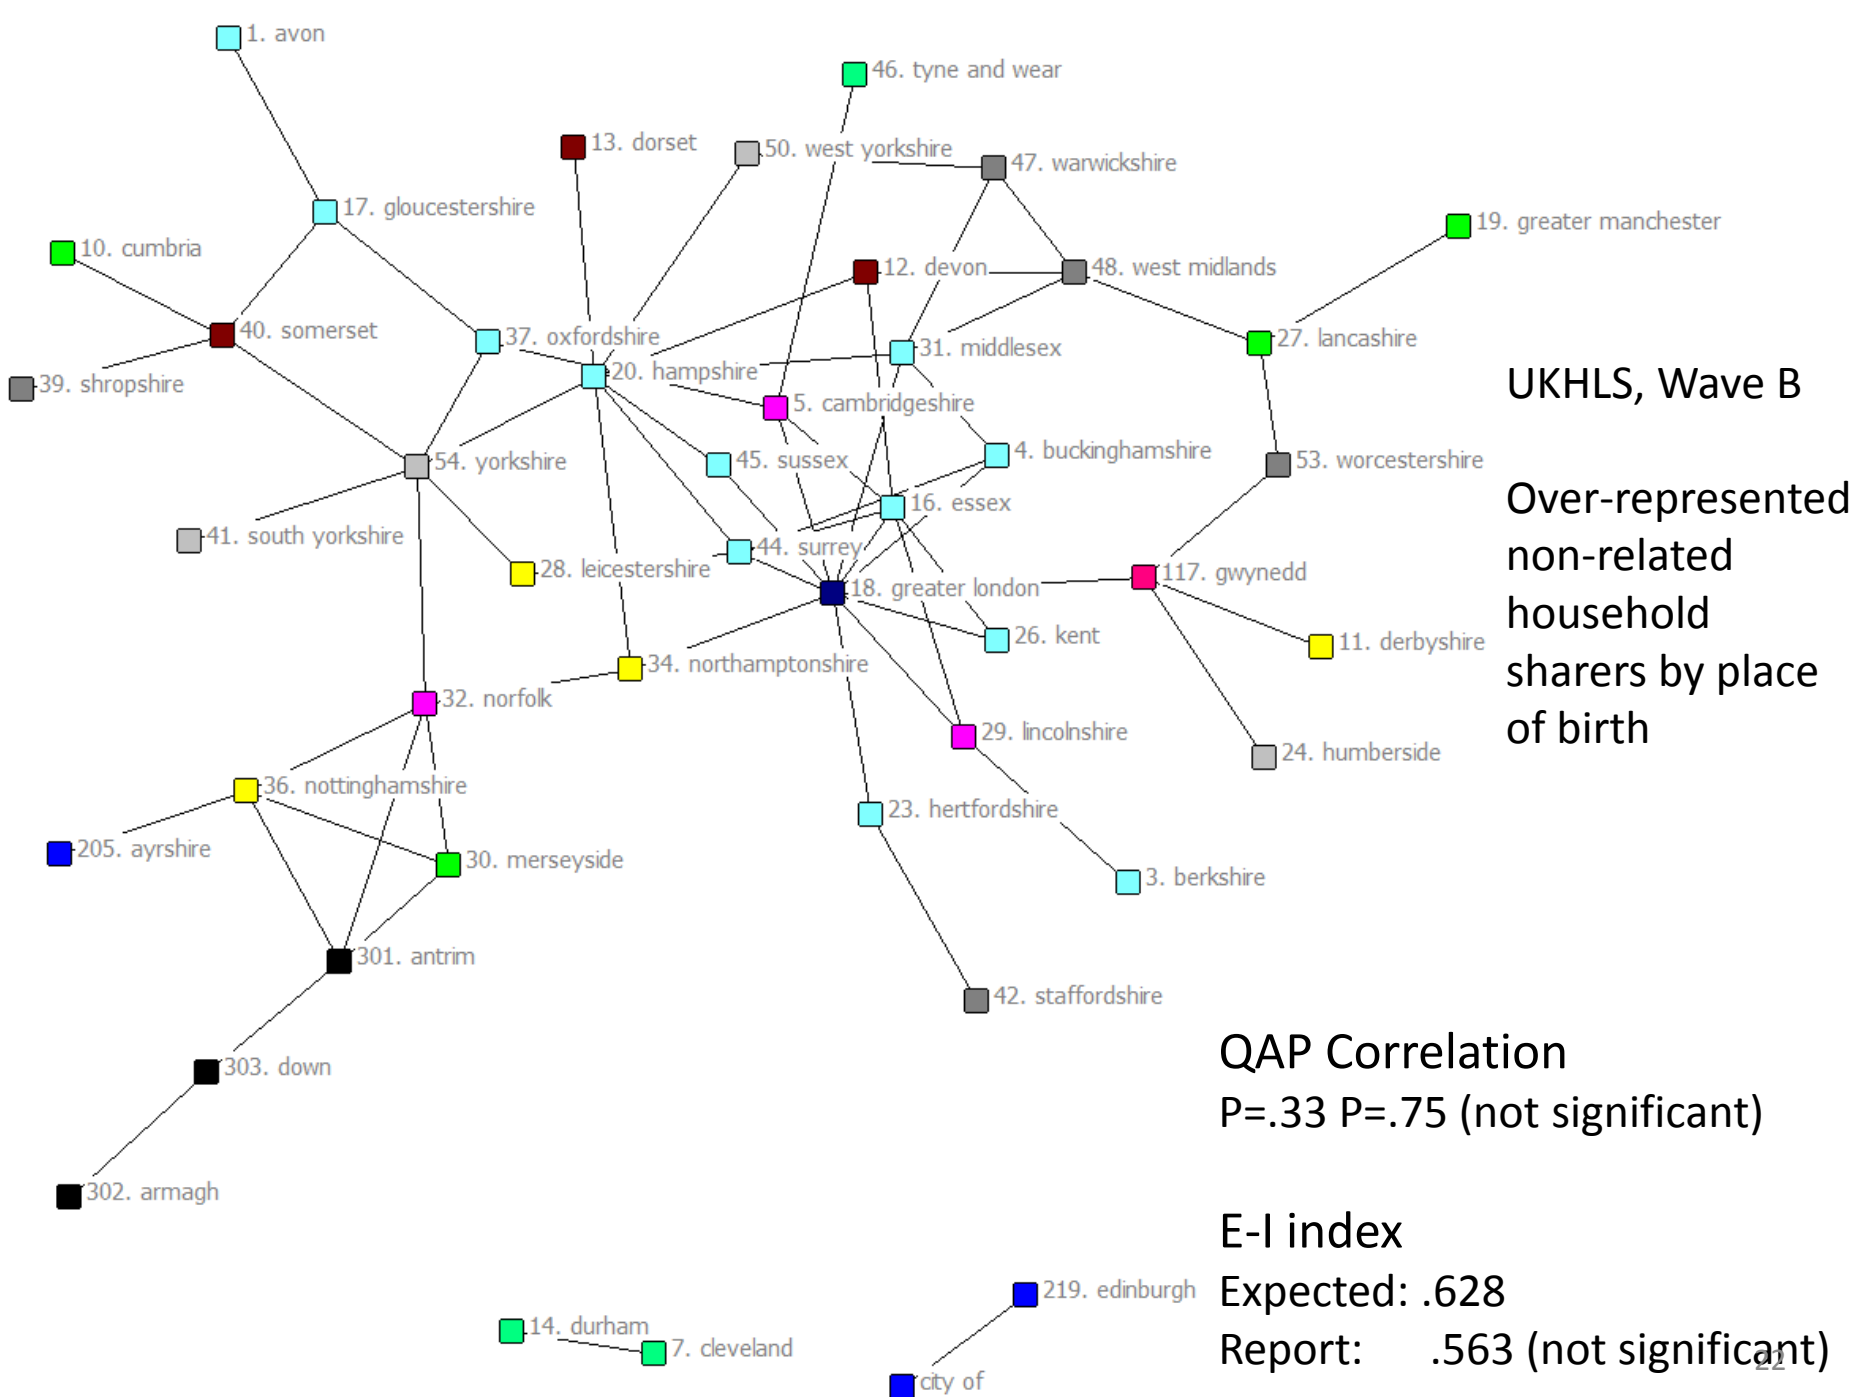 1. avon
46. tyne and wear
13. dorset
50. west yorkshire
47. warwickshire
17. gloucestershire
19. greater manchester
10. cumbria
12. devon
48. west midlands
40. somerset
37. oxfordshire
27. lancashire
31. middlesex
39. shropshire
20. hampshire
UKHLS, Wave B
5. cambridgeshire
4. buckinghamshire
54. yorkshire
45. sussex
53. worcestershire
Over-represented
non-related
household
sharers by place
of birth
16. essex
41. south yorkshire
44. surrey
28. leicestershire
117. gwynedd
18. greater london
26. kent
11. derbyshire
34. northamptonshire
32. norfolk
29. lincolnshire
24. humberside
36. nottinghamshire
23. hertfordshire
205. ayrshire
30. merseyside
3. berkshire
301. antrim
42. staffordshire
QAP Correlation
P=.33 P=.75 (not significant)
303. down
302. armagh
E-I index
Expected: .628
Report: .563 (not significant)
219. edinburgh
14. durham
7. cleveland
city of
22